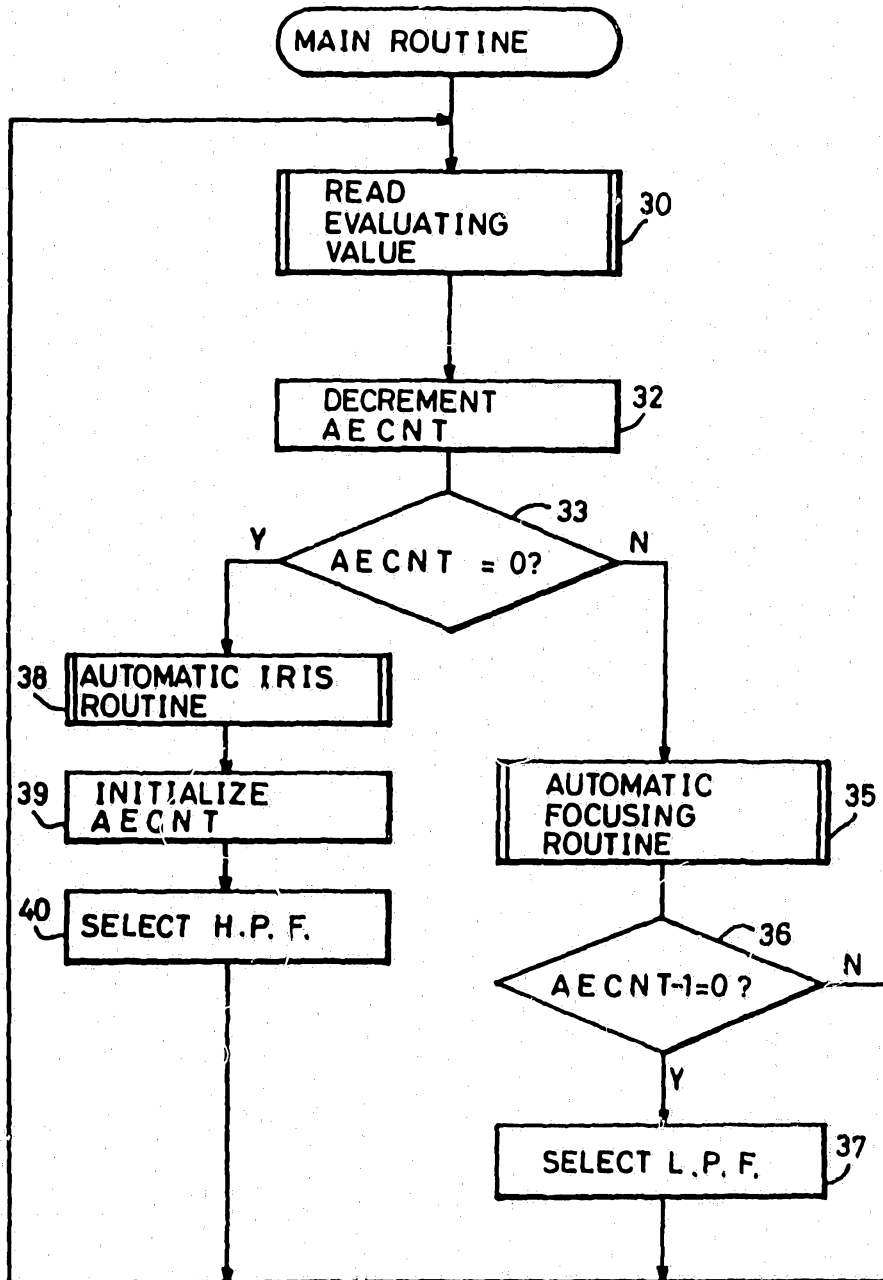 MAIN ROUTINE
READ
EVALUATING
VALUE
30
DECREMENT
AECNT
32
33
AECNT = 0?
Y
N
38
AUTOMATIC IRIS
ROUTINE
39
INITIALIZE
AECNT
40
SELECT H.P.F.
AUTOMATIC
FOCUSING
ROUTINE
35
36
AECNT-1=0?
N
Y
SELECT L.P.F.
37